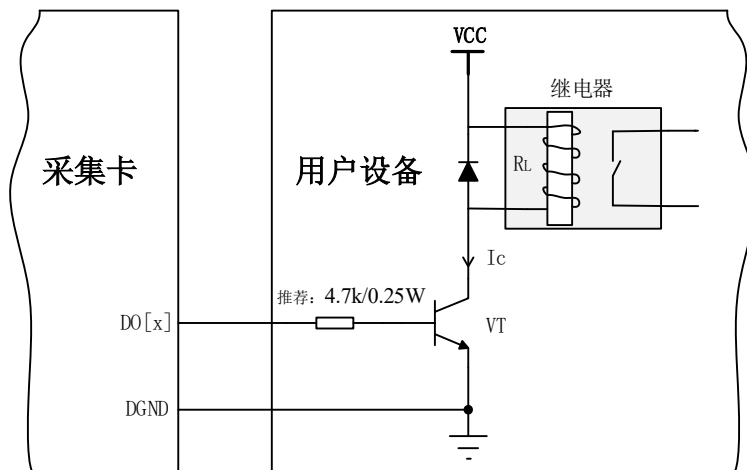 VCC
继电器
采集卡
用户设备
RL
Ic
推荐：4.7k/0.25W
DO[x]
VT
DGND